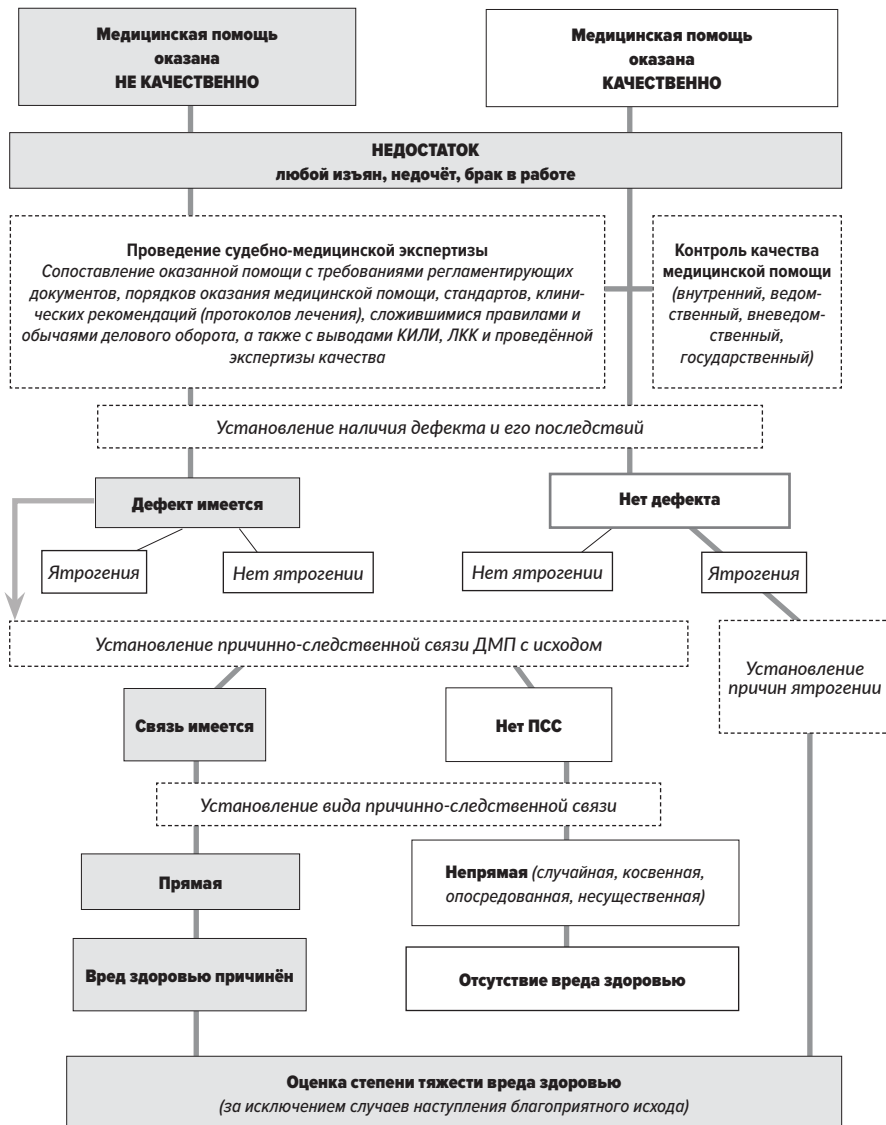 Медицинская помощь
оказана
НЕ КАЧЕСТВЕННО
Медицинская помощь
оказана
КАЧЕСТВЕННО
НЕДОСТАТОК
любой изъян, недочёт, брак в работе
Проведение судебно-медицинской экспертизы
Сопоставление оказанной помощи с требованиями регламентирующих
документов, порядков оказания медицинской помощи, стандартов, клини-
ческих рекомендаций (протоколов лечения), сложившимися правилами и
обычаями делового оборота, а также с выводами КИЛИ, ЛКК и проведённой
экспертизы качества
Контроль качества
медицинской помощи
(внутренний, ведом-
ственный, вневедом-
ственный,
государственный)
Установление наличия дефекта и его последствий
Дефект имеется
Нет дефекта
Ятрогения
Нет ятрогении
Нет ятрогении
Ятрогения
Установление причинно-следственной связи ДМП с исходом
Установление
причин ятрогении
Связь имеется
Нет ПСС
Установление вида причинно-следственной связи
Прямая
Непрямая (случайная, косвенная,
опосредованная, несущественная)
Вред здоровью причинён
Отсутствие вреда здоровью
Оценка степени тяжести вреда здоровью
(за исключением случаев наступления благоприятного исхода)